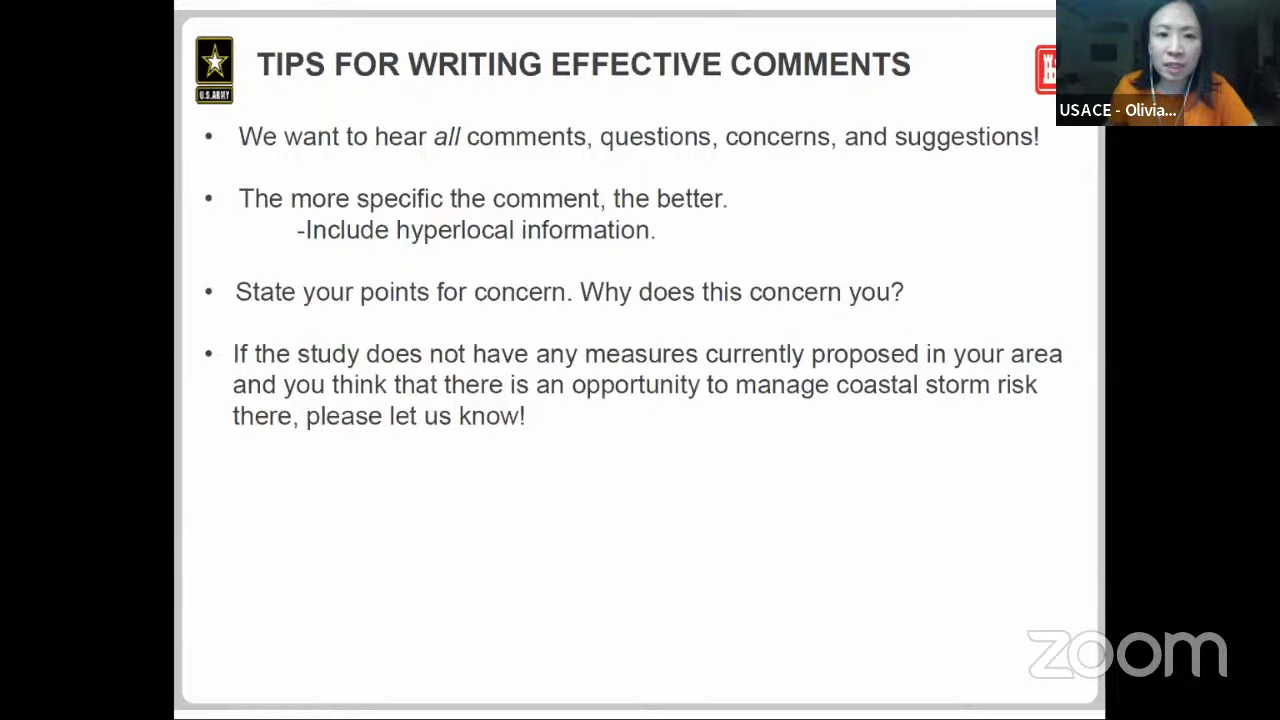 TIPS FOR WRITING EFFECTIVE COMMENTS
U.S.ARMY
USACE - Olivia...
• We want to hear all comments, questions, concerns, and suggestions!
• The more specific the comment, the better.
-Include hyperlocal information.
• State your points for concern. Why does this concern you?
• If the study does not have any measures currently proposed in your area
and you think that there is an opportunity to manage coastal storm risk
there, please let us know!
zoom